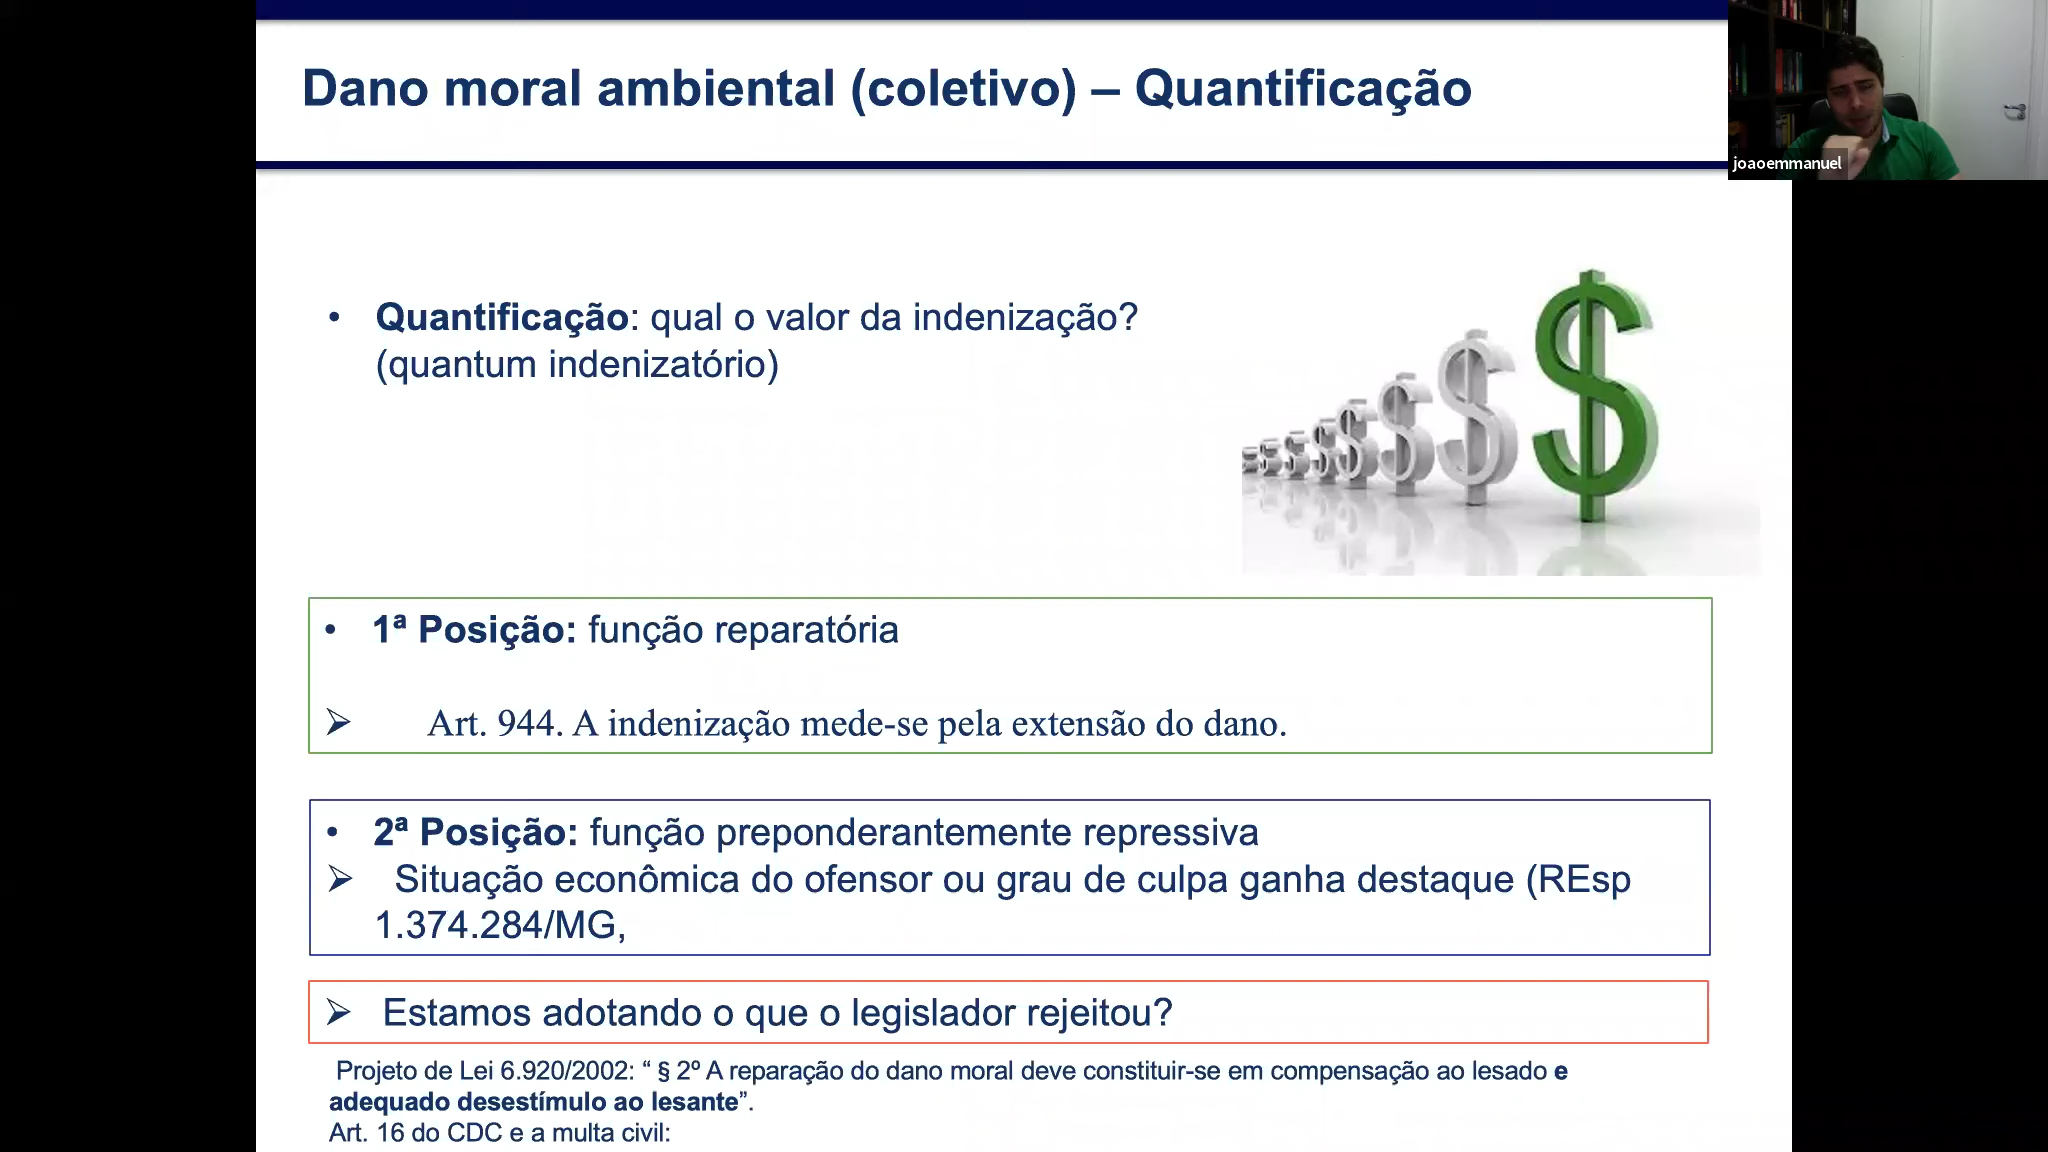 Dano moral ambiental (coletivo) – Quantificação
joaoemmanuel
• Quantificação: qual o valor da indenização?
(quantum indenizatório)
• 1ª Posição: função reparatória
➢ Art. 944. A indenização mede-se pela extensão do dano.
• 2ª Posição: função preponderantemente repressiva
➢ Situação econômica do ofensor ou grau de culpa ganha destaque (REsp
1.374.284/MG,
➢ Estamos adotando o que o legislador rejeitou?
Projeto de Lei 6.920/2002: “ § 2º A reparação do dano moral deve constituir-se em compensação ao lesado e
adequado desestímulo ao lesante”.
Art. 16 do CDC e a multa civil: